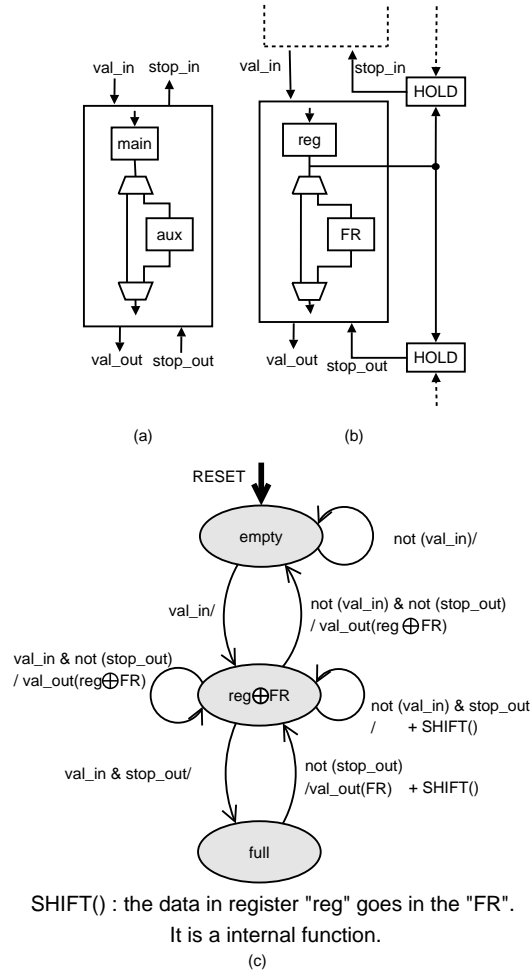 val_in
stop_in
main
aux
val_out
stop_out
(a)
val_in
stop_in
HOLD
reg
FR
val_out
stop_out
HOLD
(b)
RESET
empty
not (val_in)/
val_in/
not (val_in) & not (stop_out)
/ val_out(reg⊕FR)
val_in & not (stop_out)
/ val_out(reg⊕FR)
reg⊕FR
not (val_in) & stop_out
/ + SHIFT()
val_in & stop_out/
not (stop_out)
/val_out(FR) + SHIFT()
full
SHIFT() : the data in register "reg" goes in the "FR".
It is a internal function.
(c)